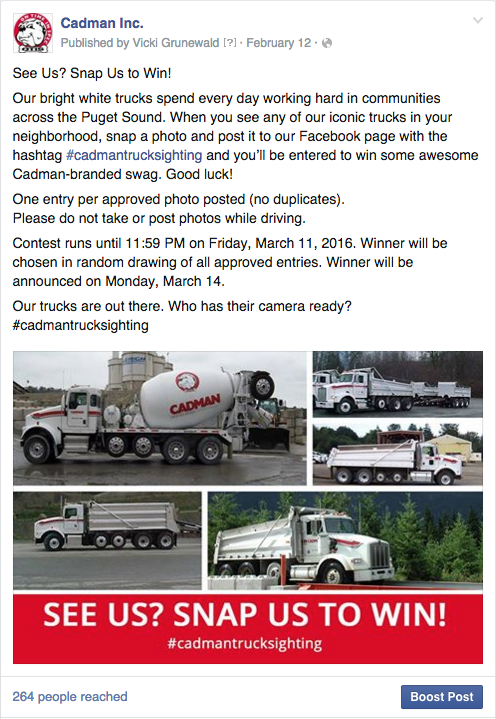 Cadman Inc.
Published by Vicki Grunewald [?] · February 12 ·
See Us? Snap Us to Win!
Our bright white trucks spend every day working hard in communities
across the Puget Sound. When you see any of our iconic trucks in your
neighborhood, snap a photo and post it to our Facebook page with the
hashtag #cadmantrucksighting and you’ll be entered to win some awesome
Cadman-branded swag. Good luck!
One entry per approved photo posted (no duplicates).
Please do not take or post photos while driving.
Contest runs until 11:59 PM on Friday, March 11, 2016. Winner will be
chosen in random drawing of all approved entries. Winner will be
announced on Monday, March 14.
Our trucks are out there. Who has their camera ready?
#cadmantrucksighting
CADMAN
SEE US? SNAP US TO WIN!
#cadmantrucksighting
264 people reached
Boost Post